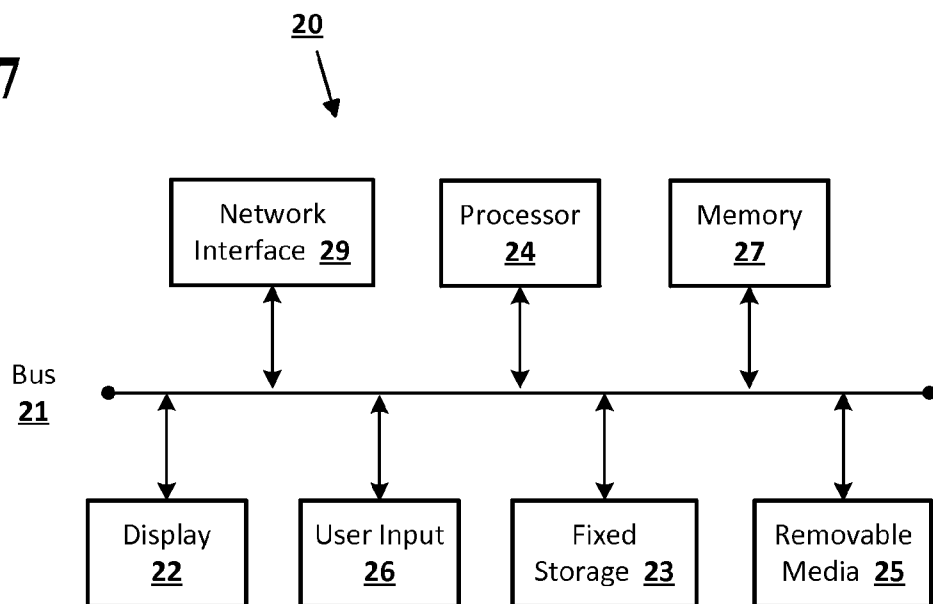 20
7
Network
Interface 29
Processor
24
Memory
27
Bus
21
Display
22
User Input
26
Fixed
Storage 23
Removable
Media 25